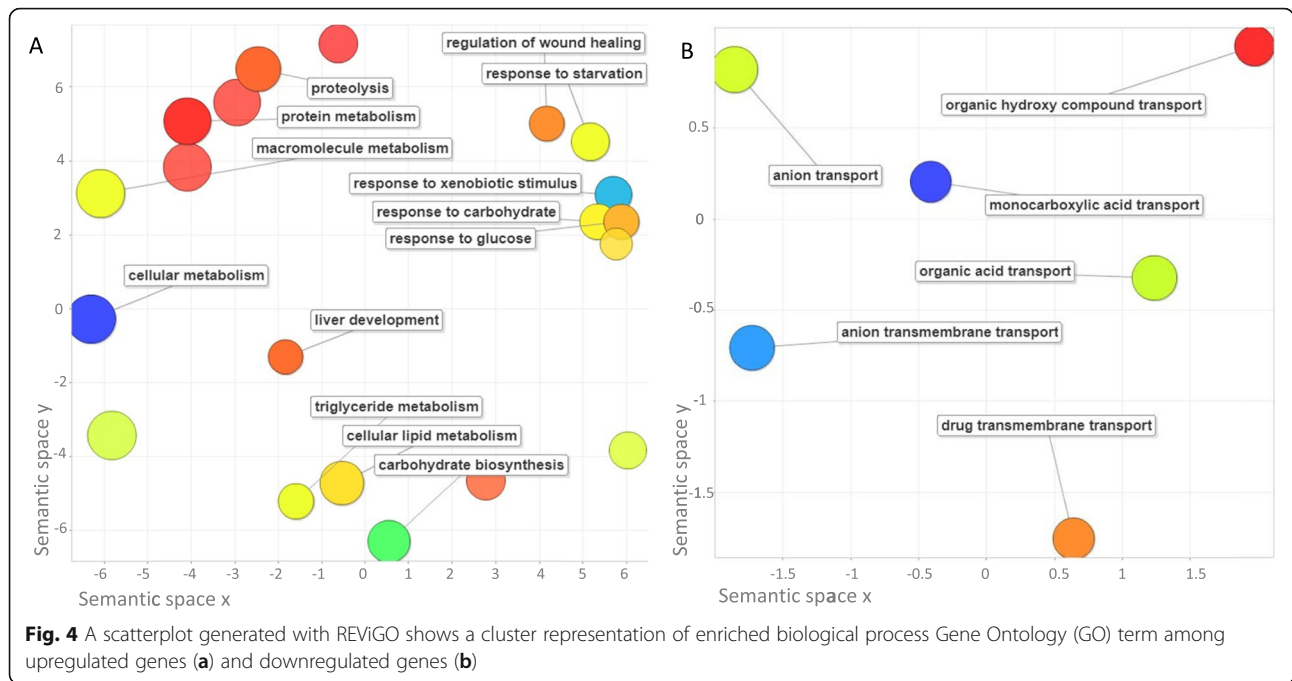 A
regulation of wound healing
response to starvation
proteolysis
protein metabolism
macromolecule metabolism
response to xenobiotic stimulus
response to carbohydrate
response to glucose
cellular metabolism
liver development
triglyceride metabolism
cellular lipid metabolism
carbohydrate biosynthesis
6
4
2
0
-2
-4
-6
Semantic space y
-6 -5 -4 -3 -2 -1 0 1 2 3 4 5 6
Semantic space x
B
organic hydroxy compound transport
anion transport
monocarboxylic acid transport
organic acid transport
anion transmembrane transport
drug transmembrane transport
0.5
0
-0.5
-1
-1.5
Semantic space y
-1.5 -1 -0.5 0 0.5 1 1.5
Semantic space x
Fig. 4 A scatterplot generated with REViGO shows a cluster representation of enriched biological process Gene Ontology (GO) term among
upregulated genes (a) and downregulated genes (b)